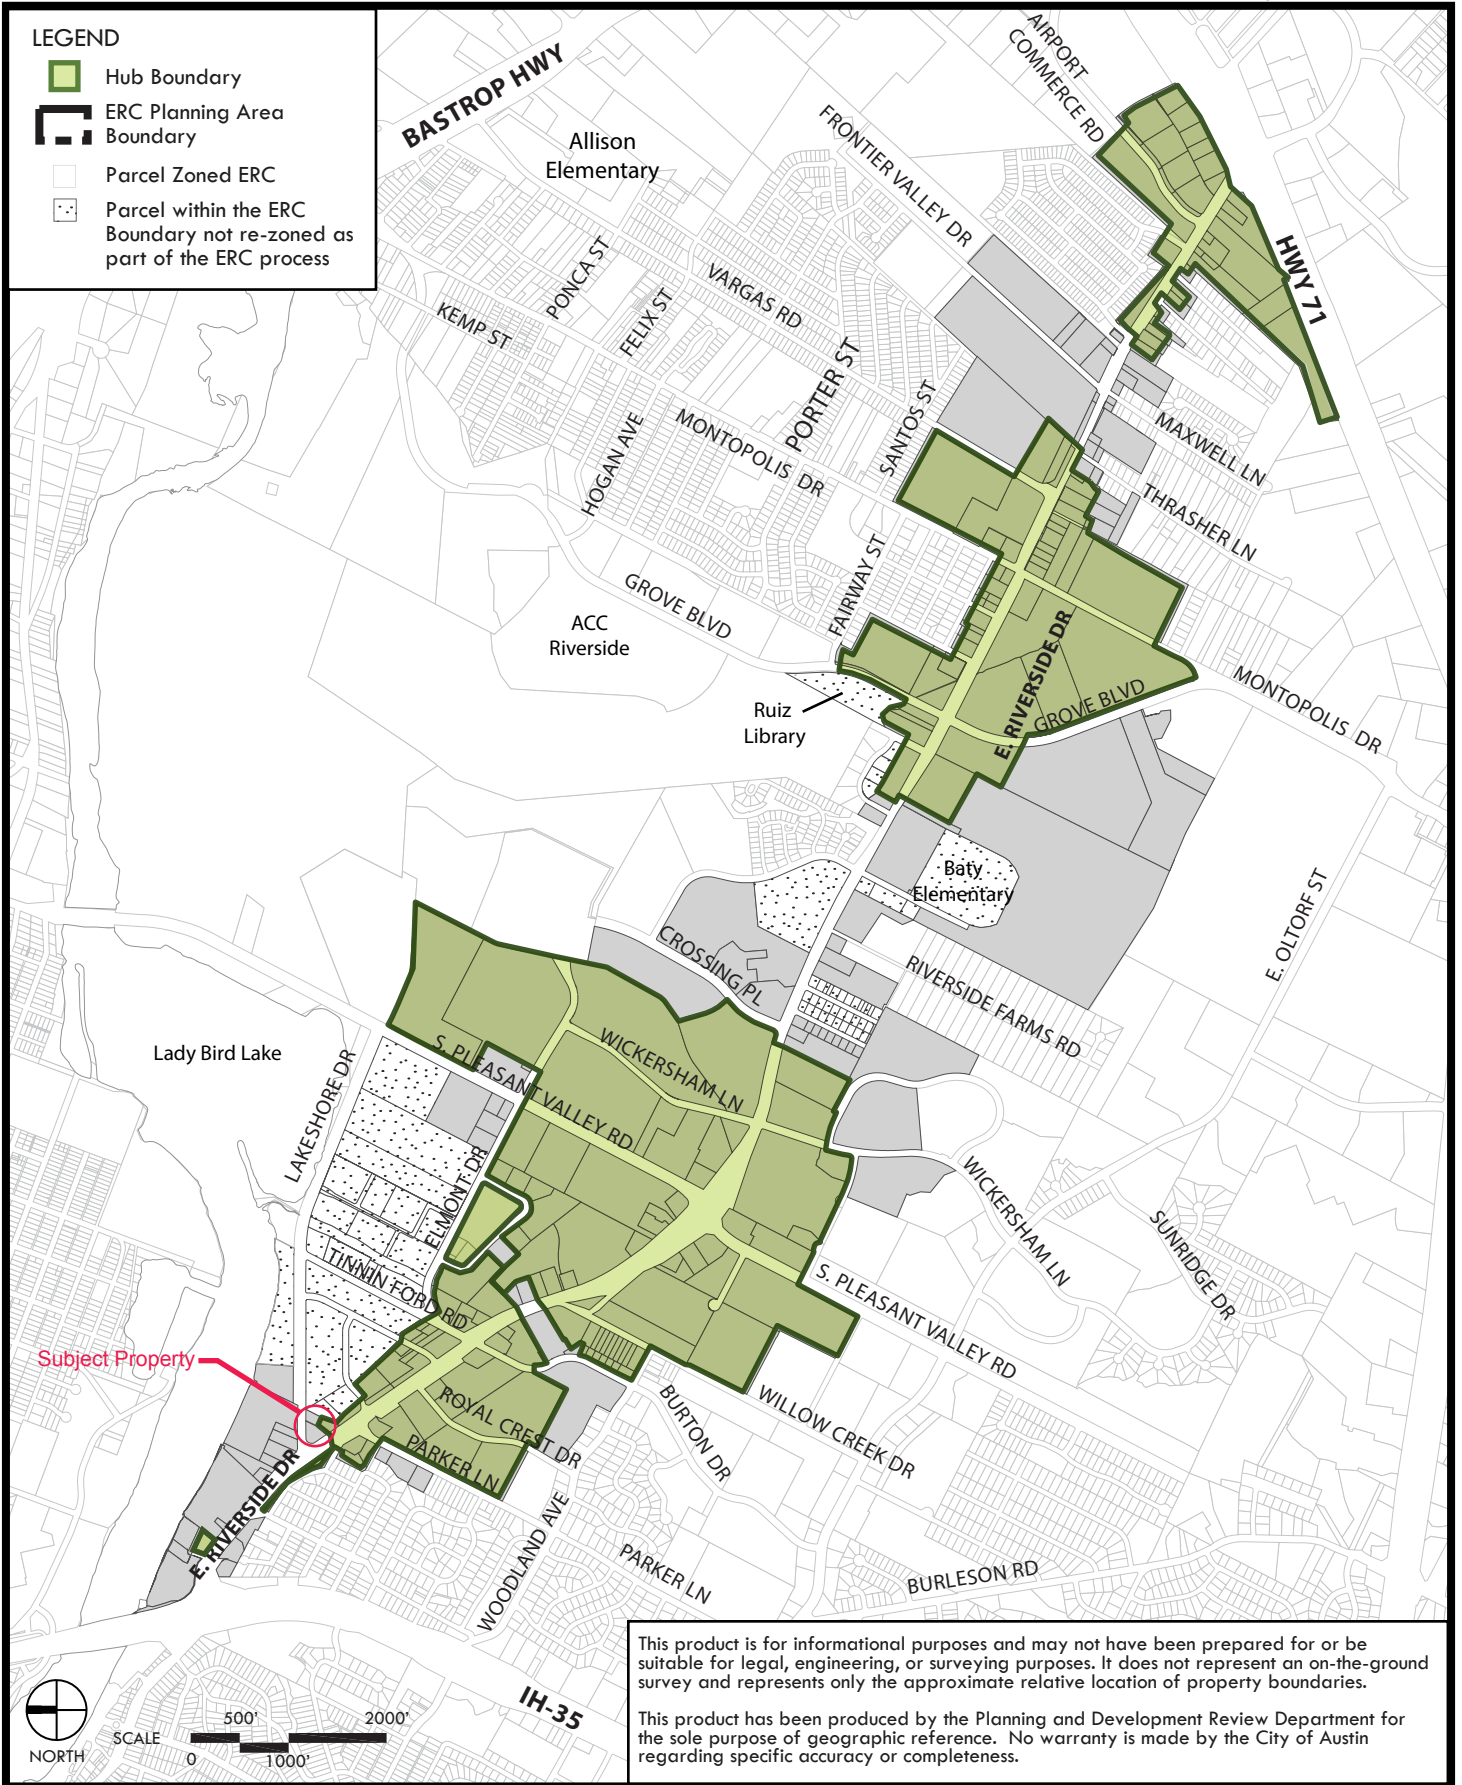 LEGEND
Hub Boundary
ERC Planning Area
Boundary
Parcel Zoned ERC
Parcel within the ERC
Boundary not re-zoned as
part of the ERC process
BASTROP HWY
AIRPORT
COMMERCE RD
Allison
Elementary
FRONTIER VALLEY DR
HWY 71
PONCA ST
VARGAS RD
KEMP ST
FELIX ST
PORTER ST
SANTOS ST
MAXWELL LN
MONTOPOLIS DR
HOGAN AVE
THRASHER LN
FAIRWAY ST
GROVE BLVD
ACC
Riverside
E. RIVERSIDE DR
GROVE BLVD
MONTOPOLIS DR
Ruiz
Library
Baty
Elementary
E. OLTORF ST
CROSSING PL
RIVERSIDE FARMS RD
Lady Bird Lake
LAKESHORE DR
S. PLEASANT VALLEY RD
WICKERSHAM LN
ELMONT DR
WICKERSHAM LN
SUNRIDGE DR
TINNIN FORD RD
S. PLEASANT VALLEY RD
Subject Property
ROYAL CREST DR
PARKER LN
BURTON DR
WILLOW CREEK DR
E. RIVERSIDE DR
WOODLAND AVE
PARKER LN
BURLESON RD
IH-35
NORTH
SCALE
500'
2000'
0
1000'
This product is for informational purposes and may not have been prepared for or be
suitable for legal, engineering, or surveying purposes. It does not represent an on-the-ground
survey and represents only the approximate relative location of property boundaries.
This product has been produced by the Planning and Development Review Department for
the sole purpose of geographic reference. No warranty is made by the City of Austin
regarding specific accuracy or completeness.